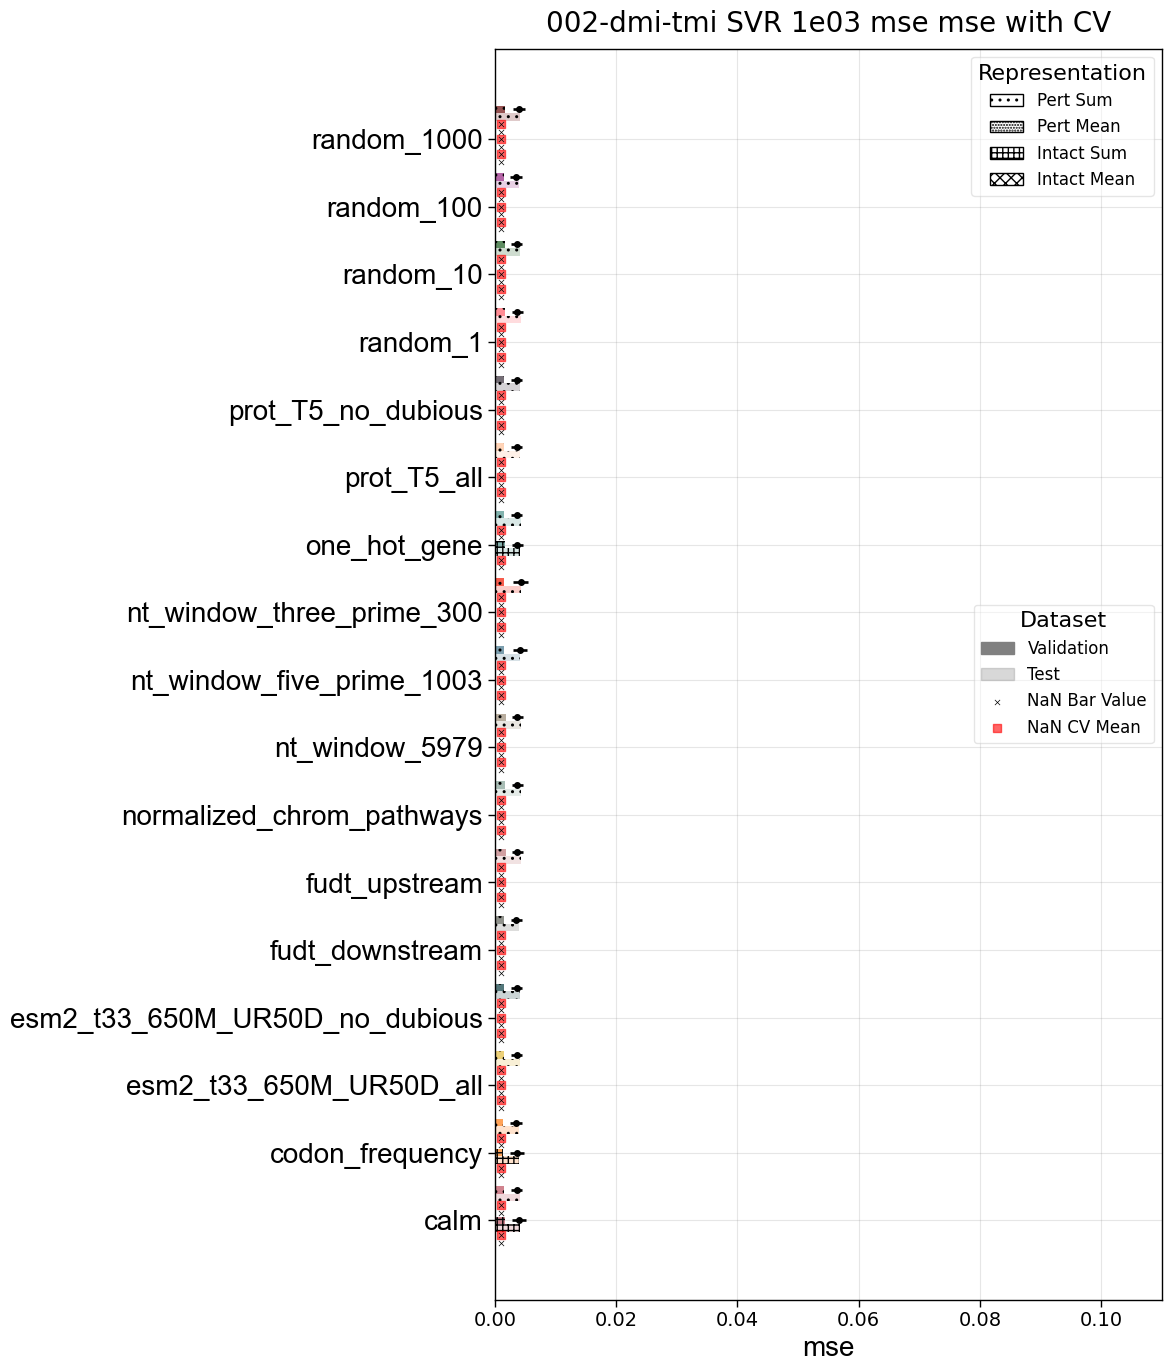 002-dmi-tmi SVR 1e03 mse mse with CV
Representation
Pert Sum
Pert Mean
Intact Sum
Intact Mean
random_1000
random_100
random_10
random_1
prot_T5_no_dubious
prot_T5_all
one_hot_gene
nt_window_three_prime_300
nt_window_five_prime_1003
nt_window_5979
normalized_chrom_pathways
fudt_upstream
fudt_downstream
esm2_t33_650M_UR50D_no_dubious
esm2_t33_650M_UR50D_all
codon_frequency
calm
Dataset
Validation
Test
NaN Bar Value
NaN CV Mean
0.00 0.02 0.04 0.06 0.08 0.10
mse